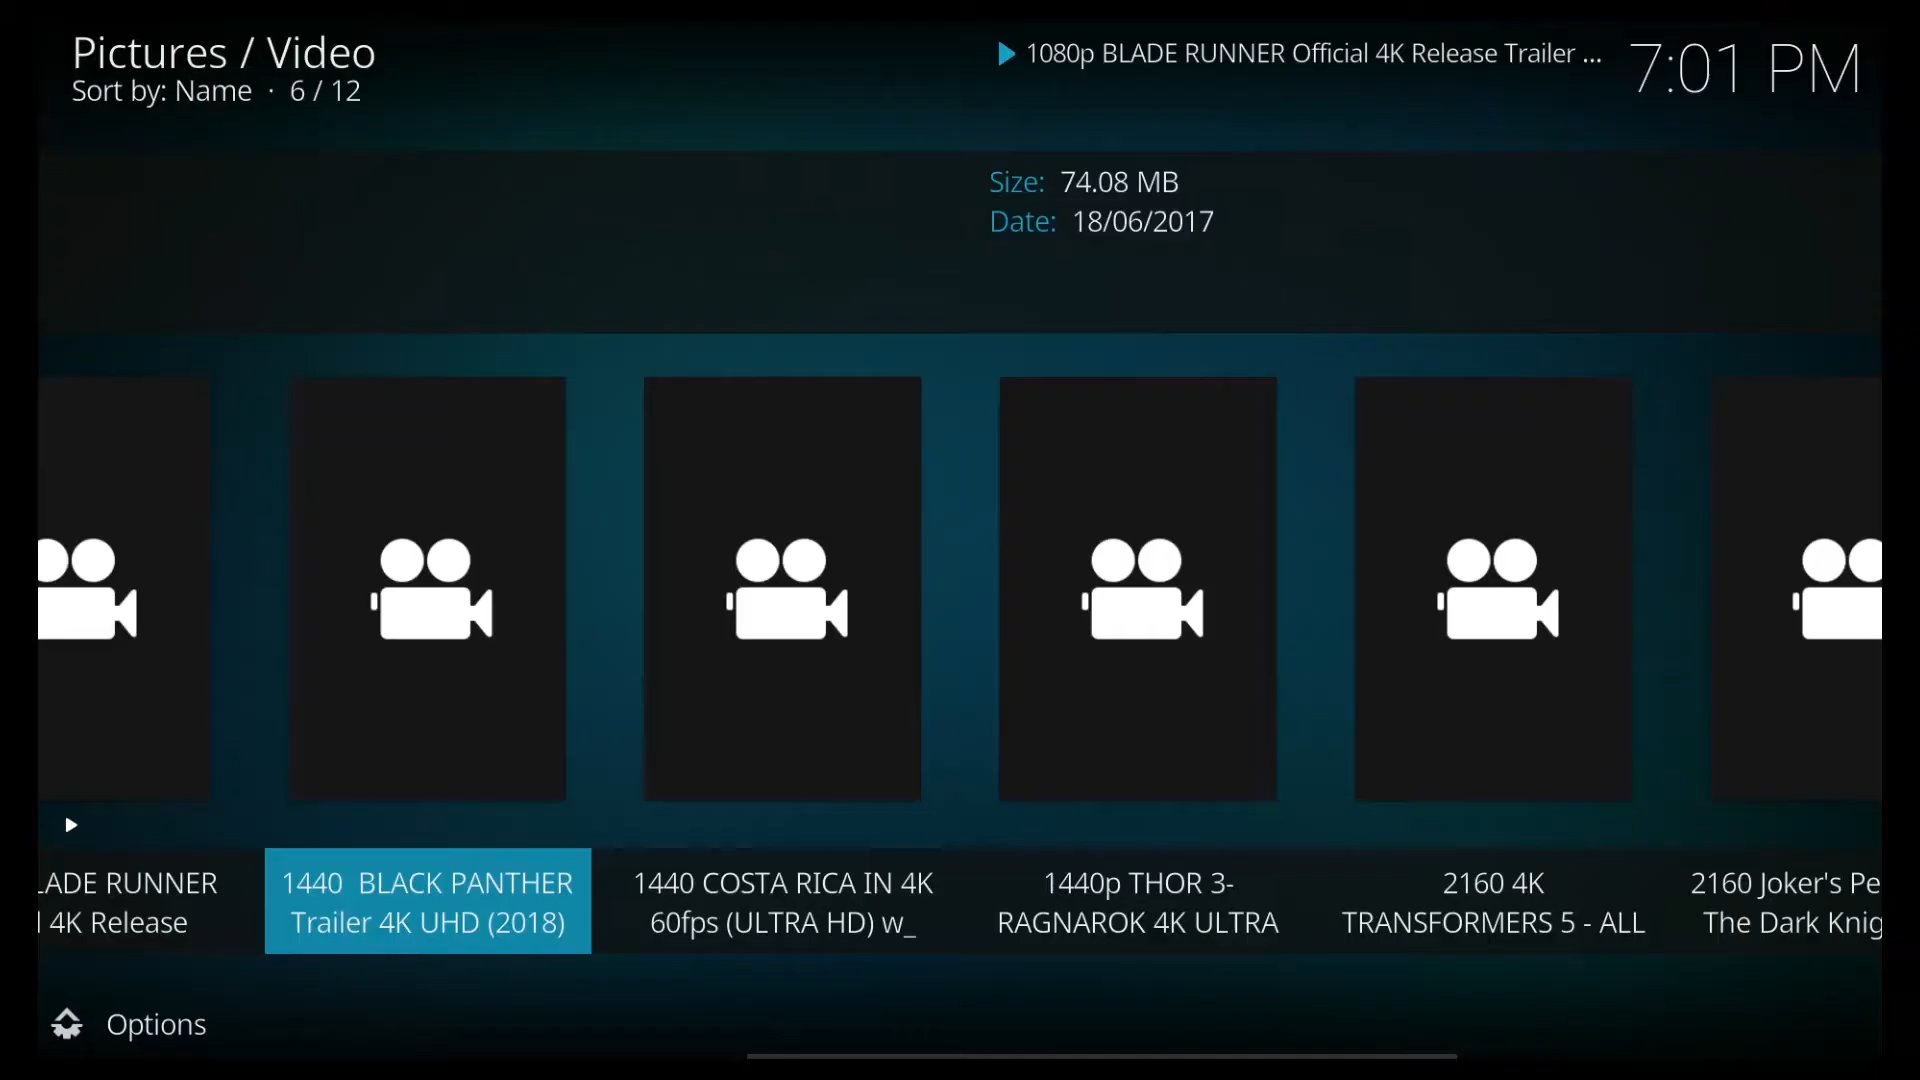 Pictures / Video
Sort by: Name · 6 / 12
1080p BLADE RUNNER Official 4K Release Trailer ...
7:01 PM
Size: 74.08 MB
Date: 18/06/2017
LADE RUNNER
4K Release
1440 BLACK PANTHER
Trailer 4K UHD (2018)
1440 COSTA RICA IN 4K
60fps (ULTRA HD) w_
1440p THOR 3-
RAGNAROK 4K ULTRA
2160 4K
TRANSFORMERS 5 - ALL
2160 Joker's Pe
The Dark Knig
Options